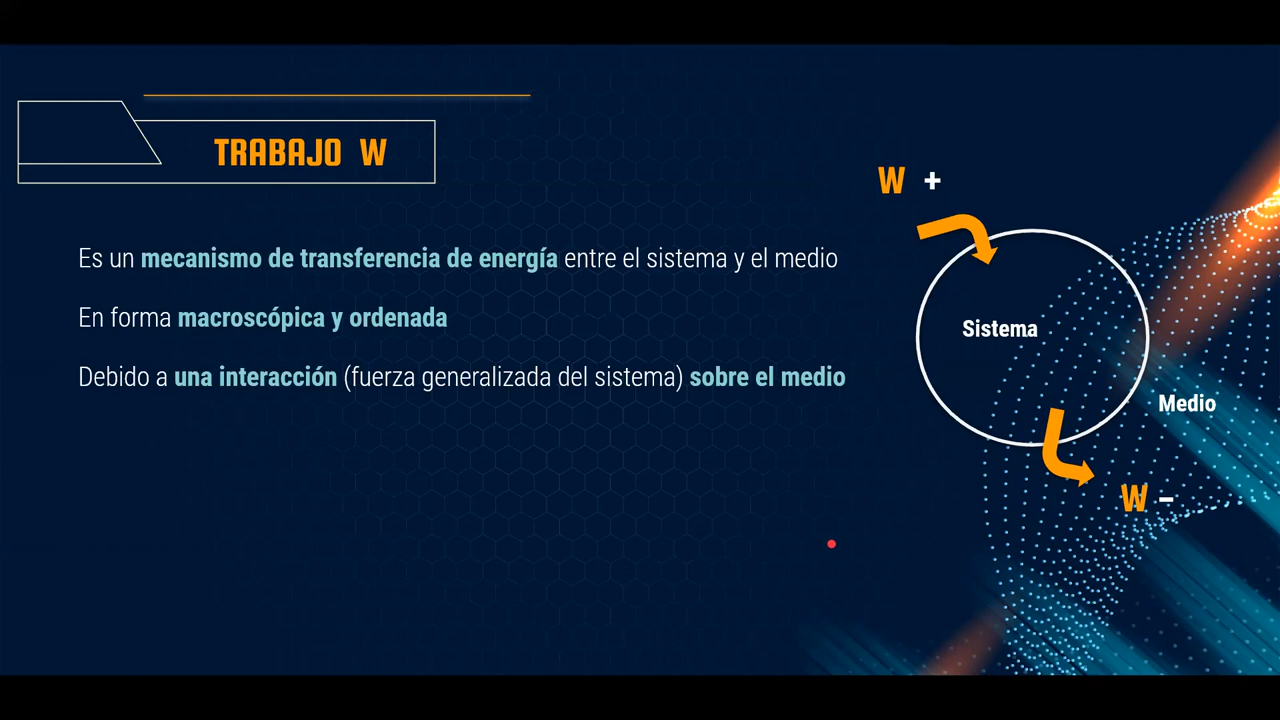 TRABAJO W
Es un mecanismo de transferencia de energía entre el sistema y el medio
En forma macroscópica y ordenada
Debido a una interacción (fuerza generalizada del sistema) sobre el medio
W +
Sistema
Medio
W –